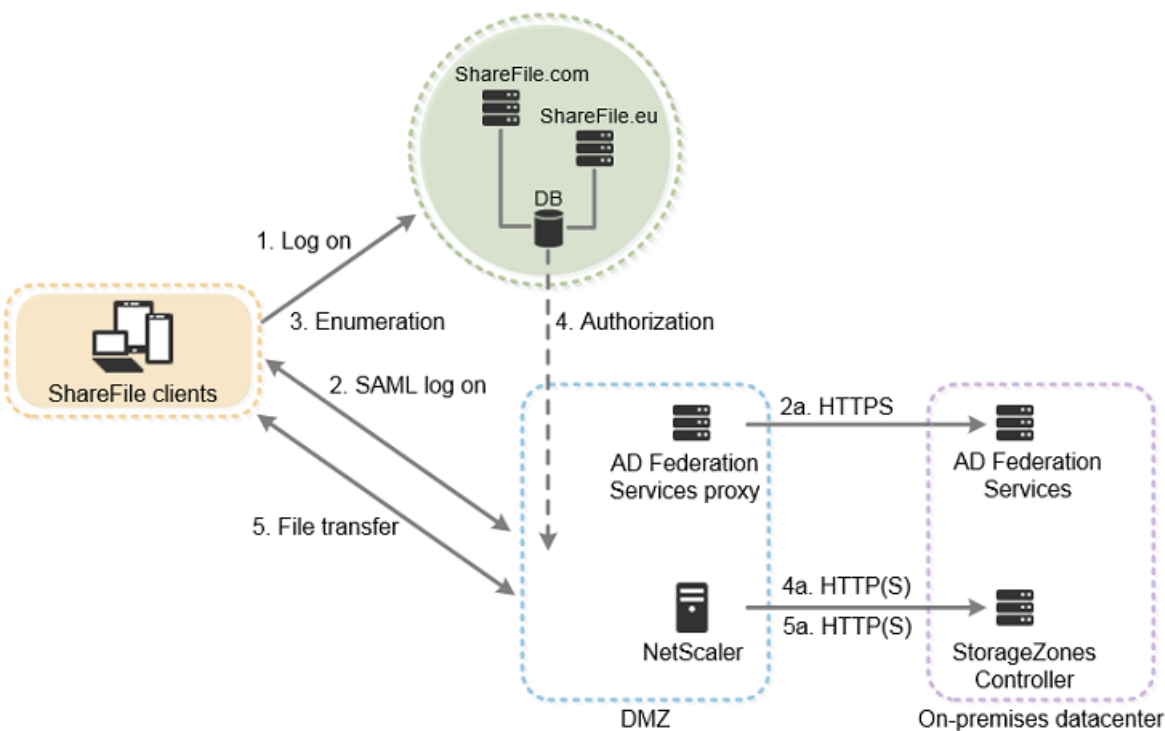 ShareFile.com
ShareFile.eu
DB
1. Log on
3. Enumeration
4. Authorization
ShareFile clients
2. SAML log on
2a. HTTPS
AD Federation
Services proxy
AD Federation
Services
5. File transfer
4a. HTTP(S)
5a. HTTP(S)
NetScaler
StorageZones
Controller
DMZ
On-premises datacenter